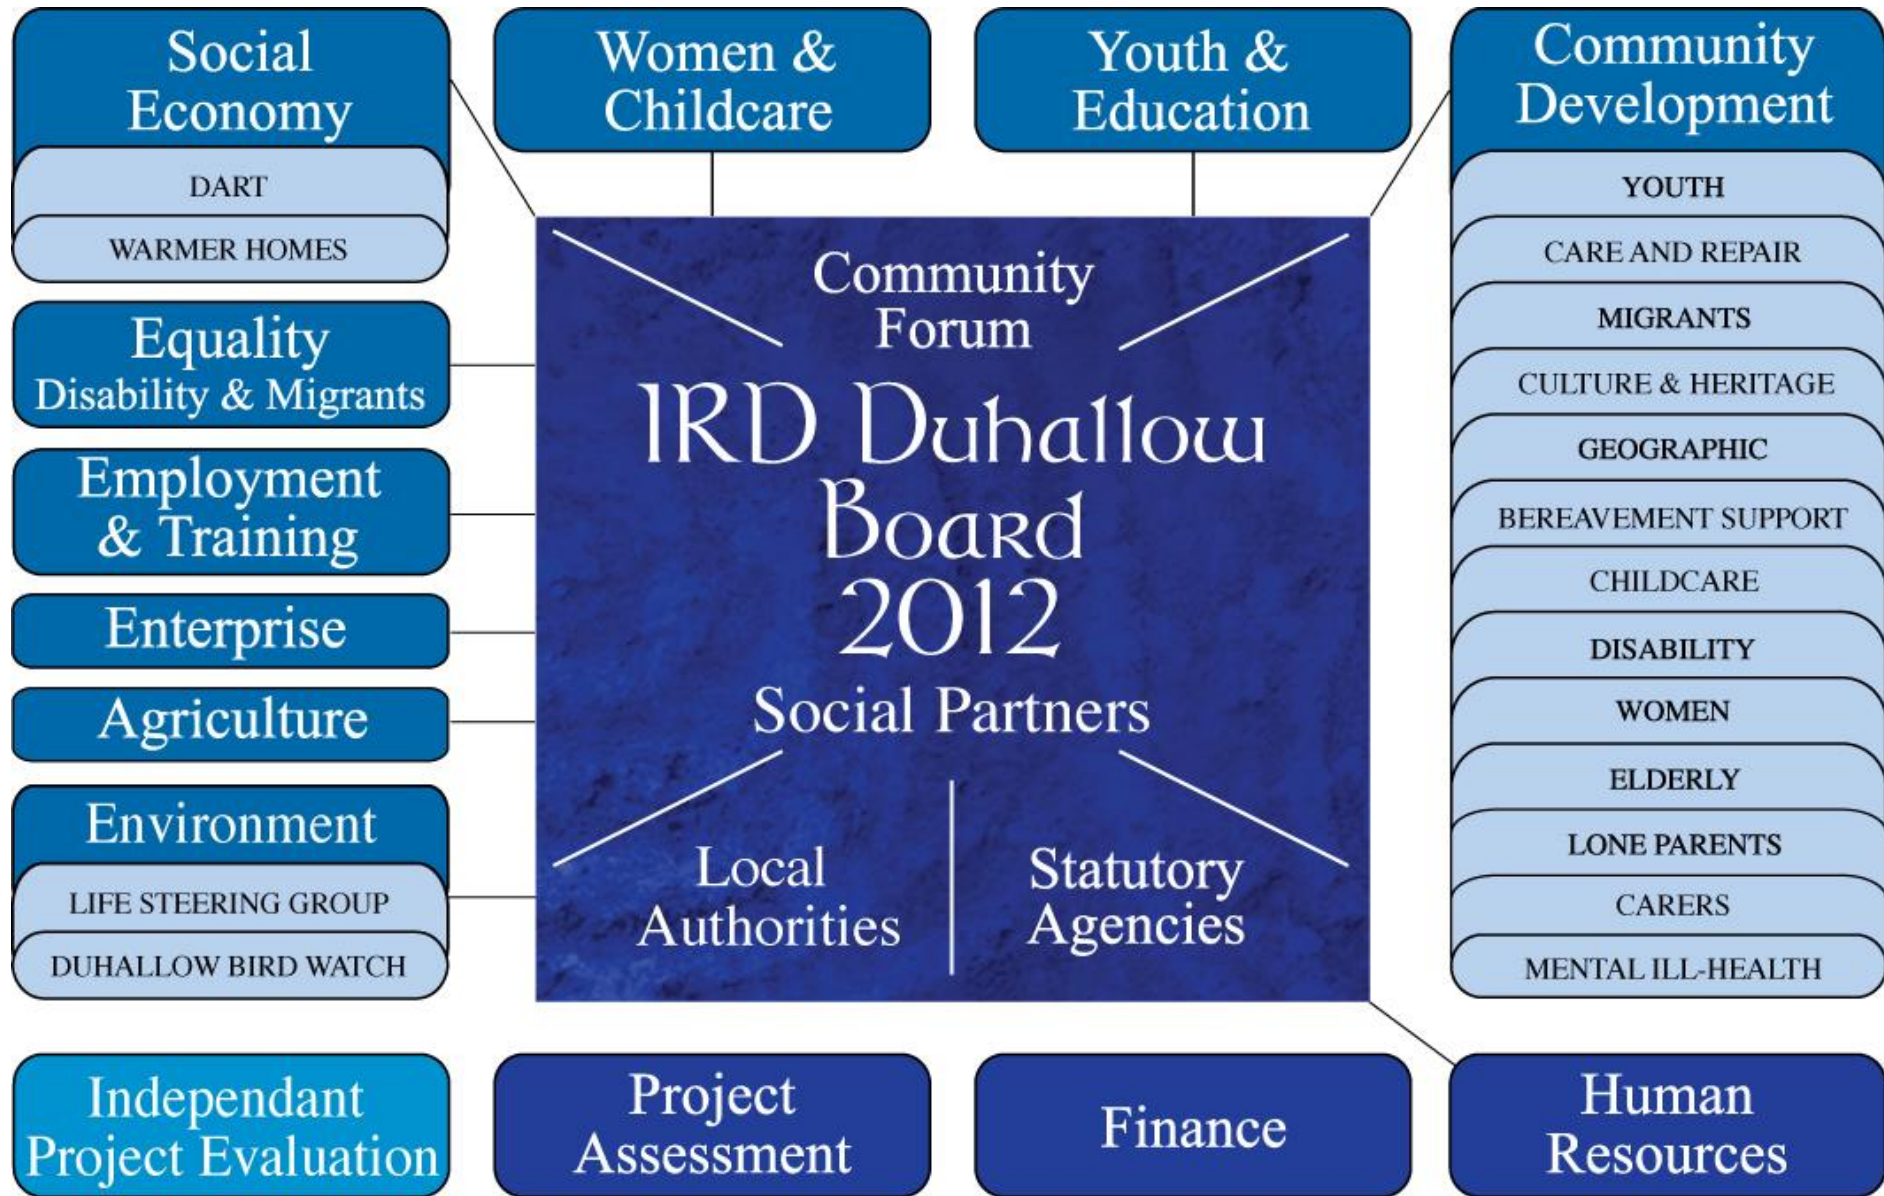 Social
Economy
DART
WARMER HOMES
Women &
Childcare
Youth &
Education
Community
Development
YOUTH
CARE AND REPAIR
MIGRANTS
CULTURE & HERITAGE
GEOGRAPHIC
BEREAVEMENT SUPPORT
CHILDCARE
DISABILITY
WOMEN
ELDERLY
LONE PARENTS
CARERS
MENTAL ILL-HEALTH
Equality
Disability & Migrants
Employment
& Training
Enterprise
Agriculture
Environment
LIFE STEERING GROUP
DUHALLOW BIRD WATCH
Community
Forum
IRD Duhallow
Board
2012
Social Partners
Local
Authorities
Statutory
Agencies
Independant
Project Evaluation
Project
Assessment
Finance
Human
Resources